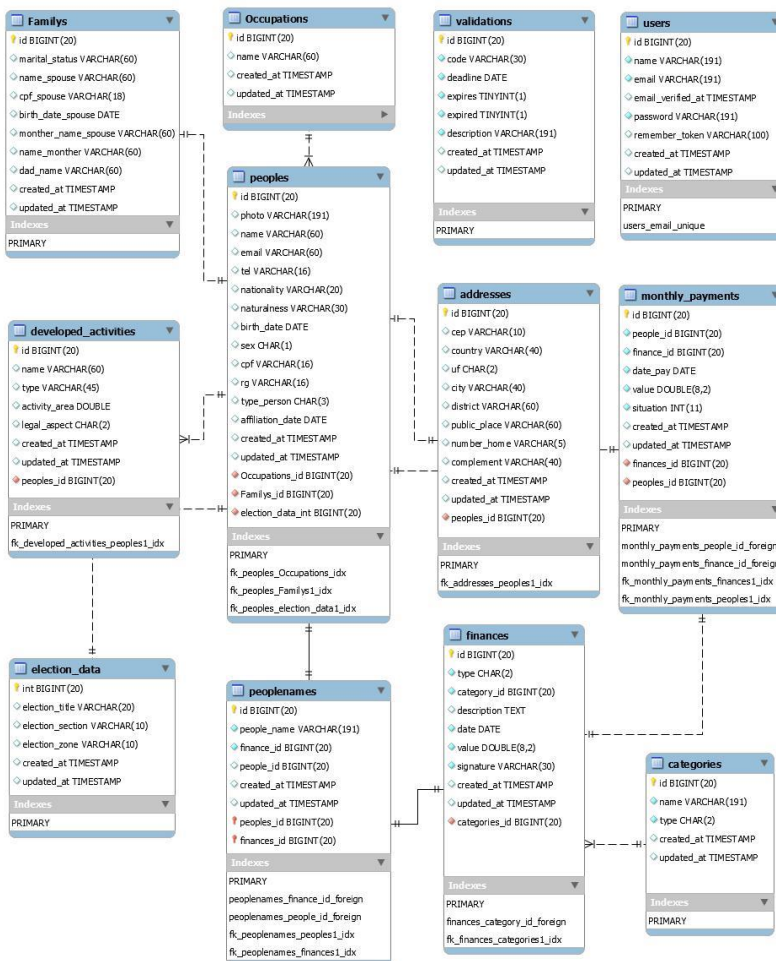 Familys
id BIGINT(20)
marital_status VARCHAR(60)
name_spouse VARCHAR(60)
cpf_spouse VARCHAR(18)
birth_date_spouse DATE
monther_name_spouse VARCHAR(60)
name_monther VARCHAR(60)
dad_name VARCHAR(60)
created_at TIMESTAMP
updated_at TIMESTAMP
Indexes
PRIMARY
Occupations
id BIGINT(20)
name VARCHAR(60)
created_at TIMESTAMP
updated_at TIMESTAMP
Indexes
validations
id BIGINT(20)
code VARCHAR(30)
deadline DATE
expires TINYINT(1)
expired TINYINT(1)
description VARCHAR(191)
created_at TIMESTAMP
updated_at TIMESTAMP
Indexes
PRIMARY
users
id BIGINT(20)
name VARCHAR(191)
email VARCHAR(191)
email_verified_at TIMESTAMP
password VARCHAR(191)
remember_token VARCHAR(100)
created_at TIMESTAMP
updated_at TIMESTAMP
Indexes
PRIMARY
users_email_unique
peoples
id BIGINT(20)
photo VARCHAR(191)
name VARCHAR(60)
email VARCHAR(60)
tel VARCHAR(16)
nationality VARCHAR(20)
naturalness VARCHAR(30)
birth_date DATE
sex CHAR(1)
cpf VARCHAR(16)
rg VARCHAR(16)
type_person CHAR(3)
affiliation_date DATE
created_at TIMESTAMP
updated_at TIMESTAMP
Occupations_id BIGINT(20)
Familys_id BIGINT(20)
election_data_int BIGINT(20)
Indexes
PRIMARY
fk_peoples_Occupations_idx
fk_peoples_Familys1_idx
fk_peoples_election_data1_idx
developed_activities
id BIGINT(20)
name VARCHAR(60)
type VARCHAR(45)
activity_area DOUBLE
legal_aspect CHAR(2)
created_at TIMESTAMP
updated_at TIMESTAMP
peoples_id BIGINT(20)
Indexes
PRIMARY
fk_developed_activities_peoples1_idx
addresses
id BIGINT(20)
cep VARCHAR(10)
country VARCHAR(40)
uf CHAR(2)
city VARCHAR(40)
district VARCHAR(60)
public_place VARCHAR(60)
number_home VARCHAR(5)
complement VARCHAR(40)
created_at TIMESTAMP
updated_at TIMESTAMP
peoples_id BIGINT(20)
Indexes
PRIMARY
fk_addresses_peoples1_idx
monthly_payments
id BIGINT(20)
people_id BIGINT(20)
finance_id BIGINT(20)
date_pay DATE
value DOUBLE(8,2)
situation INT(11)
created_at TIMESTAMP
updated_at TIMESTAMP
finances_id BIGINT(20)
peoples_id BIGINT(20)
Indexes
PRIMARY
monthly_payments_people_id_foreign
monthly_payments_finance_id_foreign
fk_monthly_payments_finances1_idx
fk_monthly_payments_peoples1_idx
election_data
int BIGINT(20)
election_title VARCHAR(20)
election_section VARCHAR(10)
election_zone VARCHAR(10)
created_at TIMESTAMP
updated_at TIMESTAMP
Indexes
PRIMARY
peoplenames
id BIGINT(20)
people_name VARCHAR(191)
finance_id BIGINT(20)
people_id BIGINT(20)
created_at TIMESTAMP
updated_at TIMESTAMP
peoples_id BIGINT(20)
finances_id BIGINT(20)
Indexes
PRIMARY
peoplenames_finance_id_foreign
peoplenames_people_id_foreign
fk_peoplenames_peoples1_idx
fk_peoplenames_finances1_idx
finances
id BIGINT(20)
type CHAR(2)
category_id BIGINT(20)
description TEXT
date DATE
value DOUBLE(8,2)
signature VARCHAR(30)
created_at TIMESTAMP
updated_at TIMESTAMP
categories_id BIGINT(20)
Indexes
PRIMARY
finances_category_id_foreign
fk_finances_categories1_idx
categories
id BIGINT(20)
name VARCHAR(191)
type CHAR(2)
created_at TIMESTAMP
updated_at TIMESTAMP
Indexes
PRIMARY